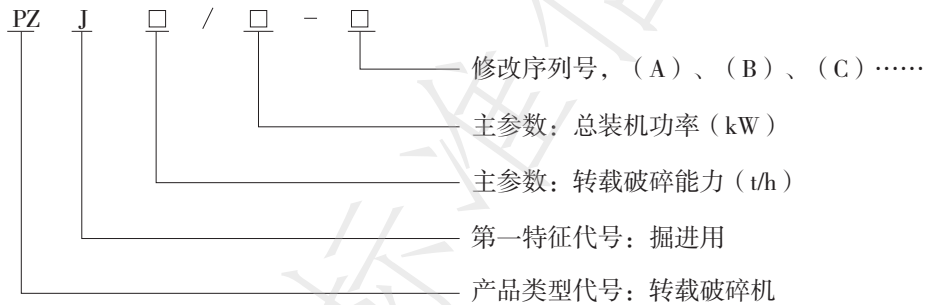 PZ J □ / □ - □
修改序列号，（A）、（B）、（C）……
主参数：总装机功率（kW）
主参数：转载破碎能力（t/h）
第一特征代号：掘进用
产品类型代号：转载破碎机